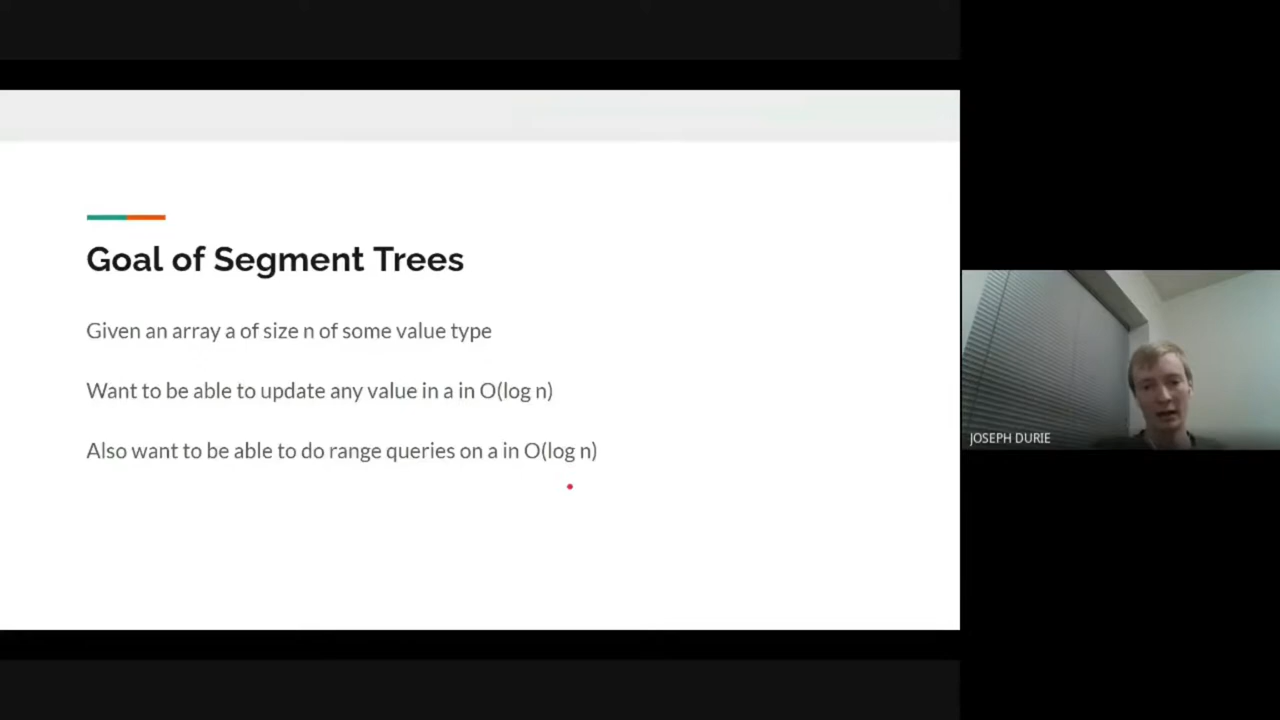 Goal of Segment Trees
Given an array a of size n of some value type
Want to be able to update any value in a in O(log n)
Also want to be able to do range queries on a in O(log n)
JOSEPH DURIE